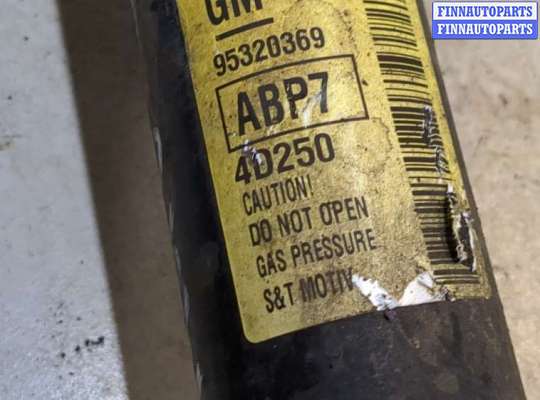 FINNAUTOPARTS
FINNAUTOPARTS
GM
95320369
ABP7
4D250
CAUTION!
DO NOT OPEN
GAS PRESSURE
S&T MOTIV